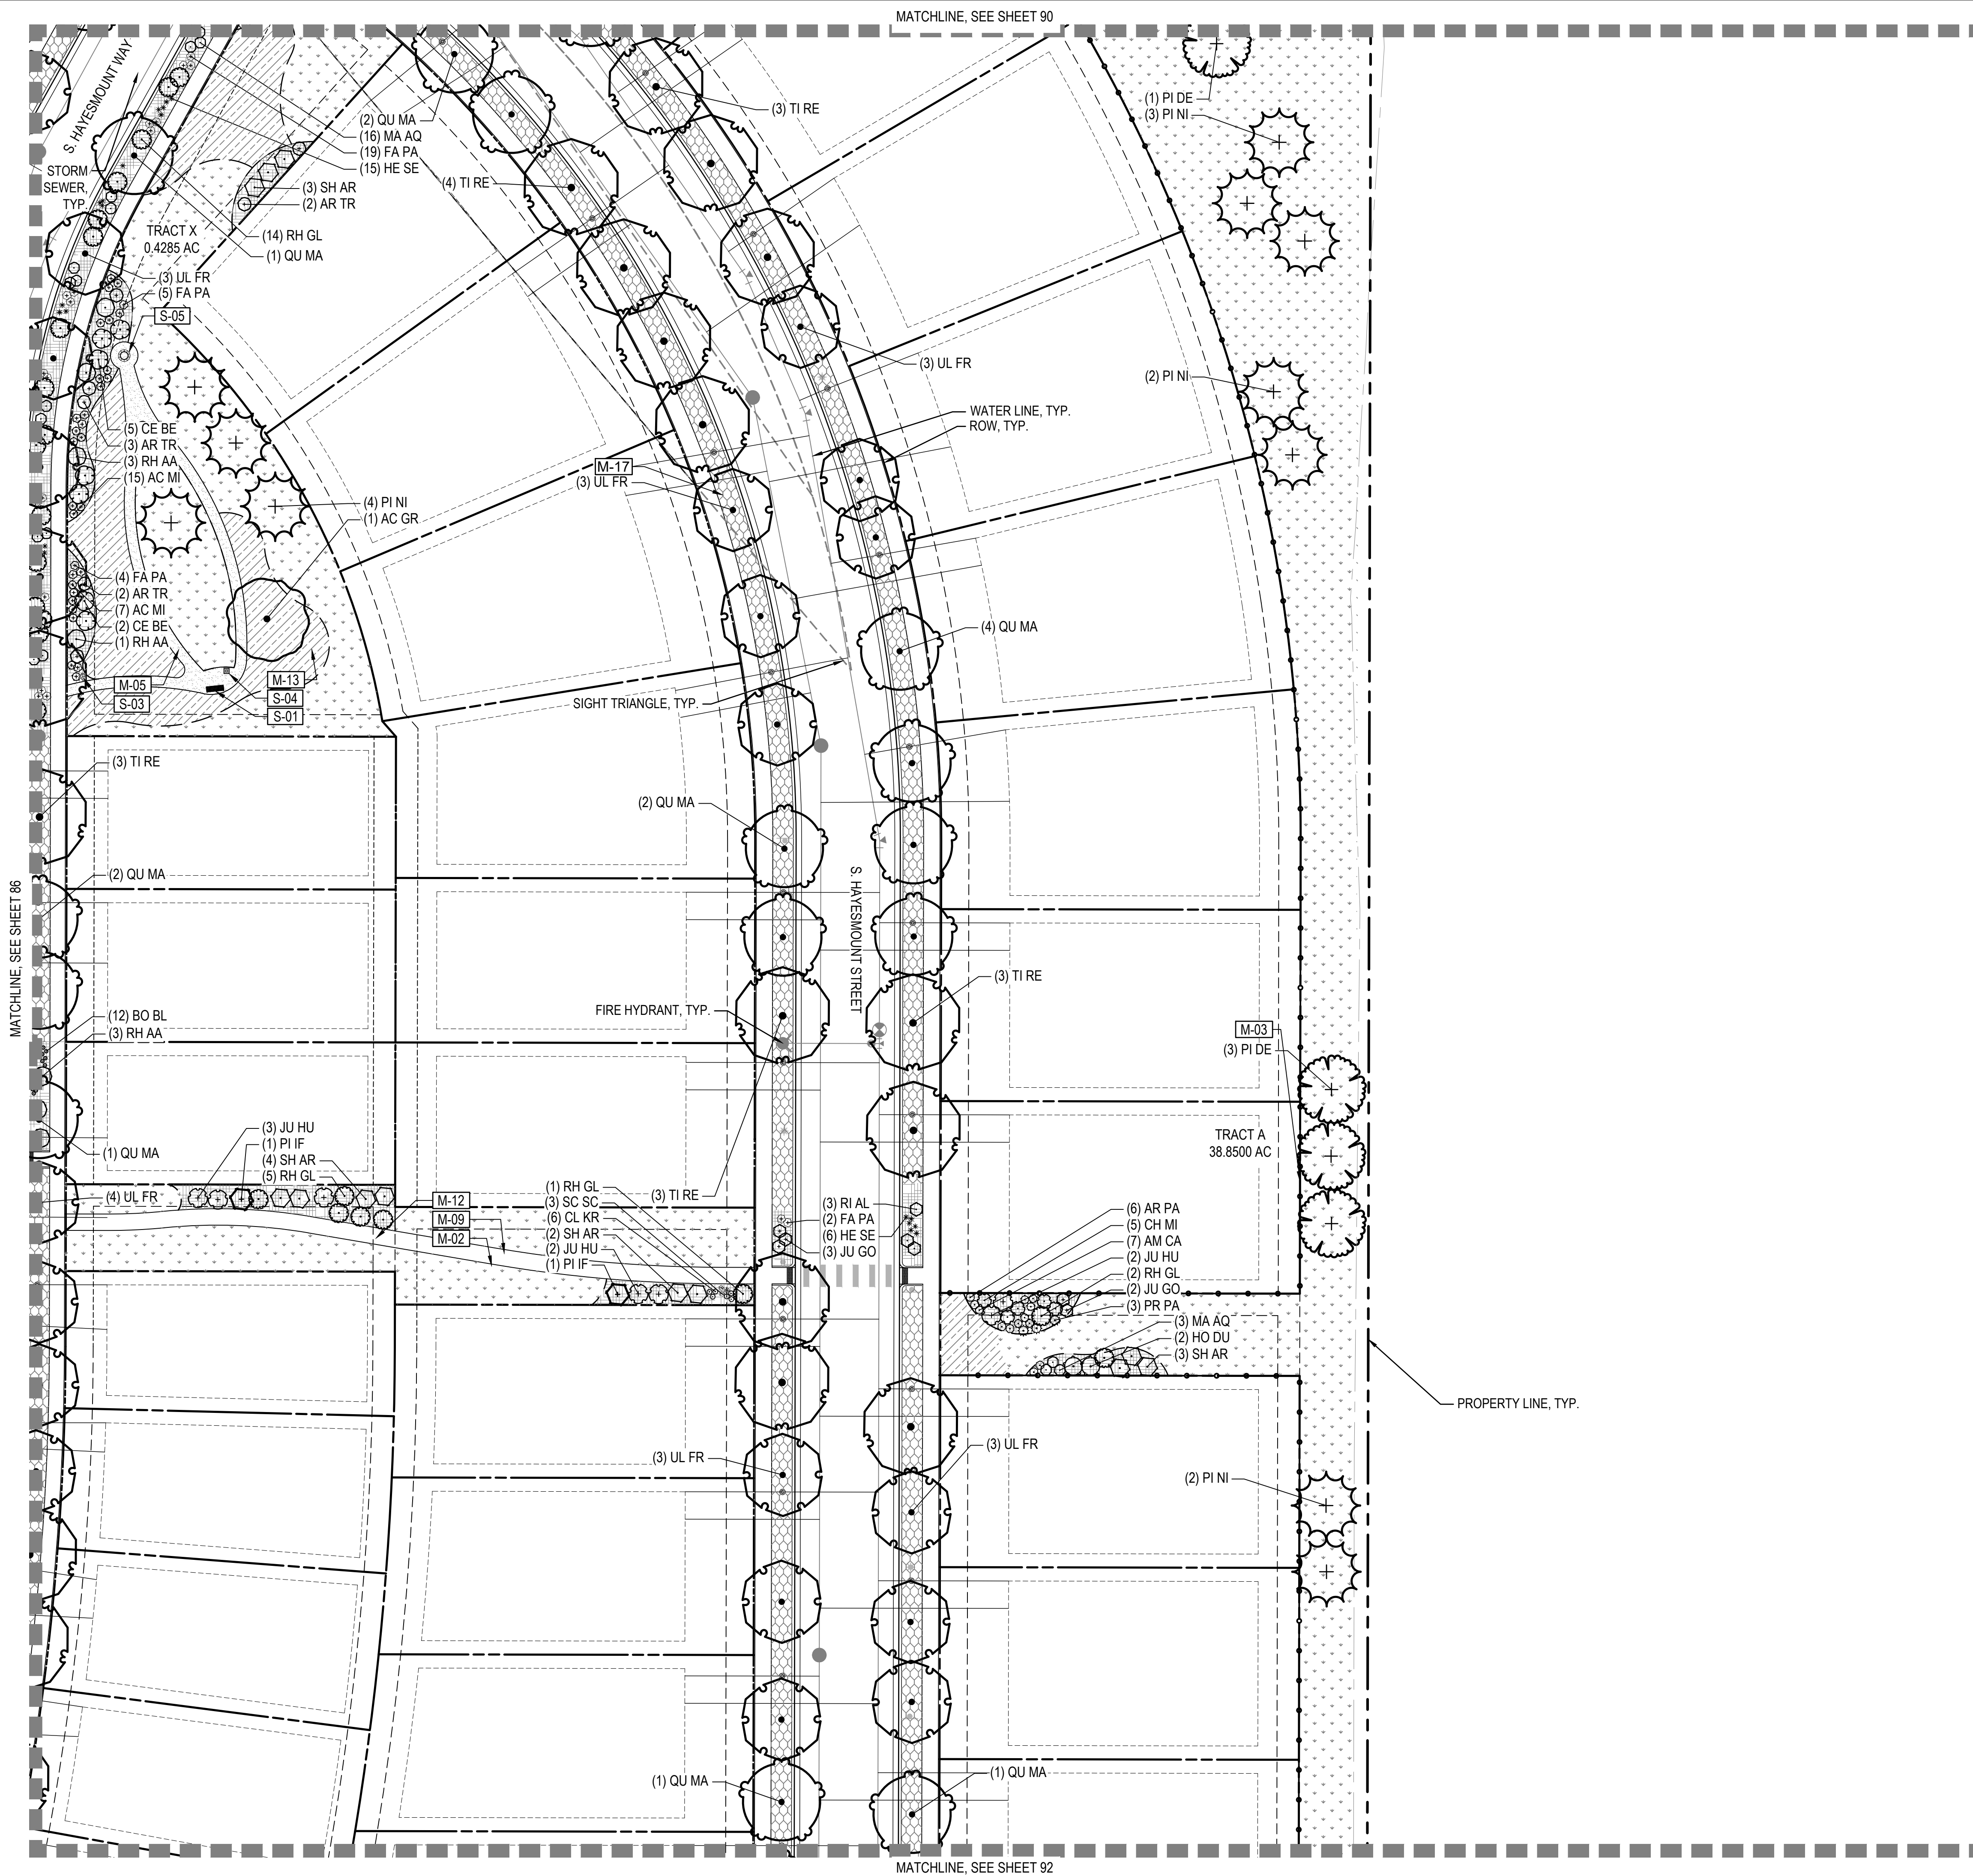 MATCHLINE, SEE SHEET 90
S. HAYESMOUNT WAY
STORM
SEWER,
TYP.
TRACT X
0.4285 AC
(2) QU MA
(16) MA AQ
(19) FA PA
(15) HE SE
(3) SH AR
(2) AR TR
(14) RH GL
(1) QU MA
(3) UL FR
(5) FA PA
S-05
(4) TI RE
(3) TI RE
(1) PI DE
(3) PI NI
(3) UL FR
(2) PI NI
WATER LINE, TYP.
ROW, TYP.
(5) CE BE
(3) AR TR
(3) RH AA
(15) AC MI
(4) PI NI
(1) AC GR
M-17
(3) UL FR
(4) FA PA
(2) AR TR
(7) AC MI
(2) CE BE
(1) RH AA
M-05
S-03
M-13
S-04
S-01
(4) QU MA
SIGHT TRIANGLE, TYP.
(3) TI RE
(2) QU MA
(2) QU MA
S. HAYESMOUNT STREET
MATCHLINE, SEE SHEET 86
(3) TI RE
FIRE HYDRANT, TYP.
(12) BO BL
(3) RH AA
M-03
(3) PI DE
TRACT A
38.8500 AC
(3) JU HU
(1) PI IF
(4) SH AR
(5) RH GL
(1) QU MA
(4) UL FR
M-12
M-09
M-02
(1) RH GL
(3) SC SC
(6) CL KR
(2) SH AR
(2) JU HU
(1) PI IF
(3) TI RE
(3) RI AL
(2) FA PA
(6) HE SE
(3) JU GO
(6) AR PA
(5) CH MI
(7) AM CA
(2) JU HU
(2) RH GL
(2) JU GO
(3) PR PA
(3) MA AQ
(2) HO DU
(3) SH AR
PROPERTY LINE, TYP.
(3) UL FR
(3) UL FR
(2) PI NI
(1) QU MA
(1) QU MA
MATCHLINE, SEE SHEET 92